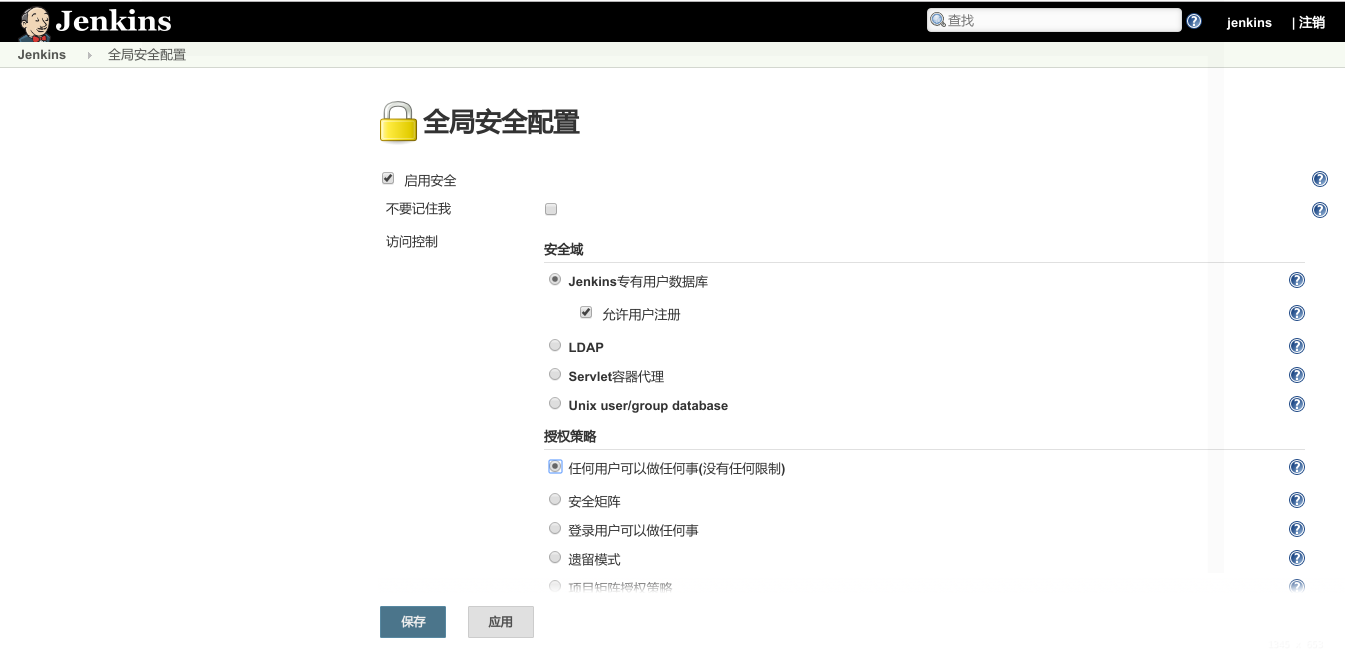 Jenkins
查找
jenkins | 注销
Jenkins 全局安全配置
全局安全配置
启用安全
不要记住我
访问控制
安全域
Jenkins专有用户数据库
允许用户注册
LDAP
Servlet容器代理
Unix user/group database
授权策略
任何用户可以做任何事(没有任何限制)
安全矩阵
登录用户可以做任何事
遗留模式
项目矩阵授权策略
保存 应用